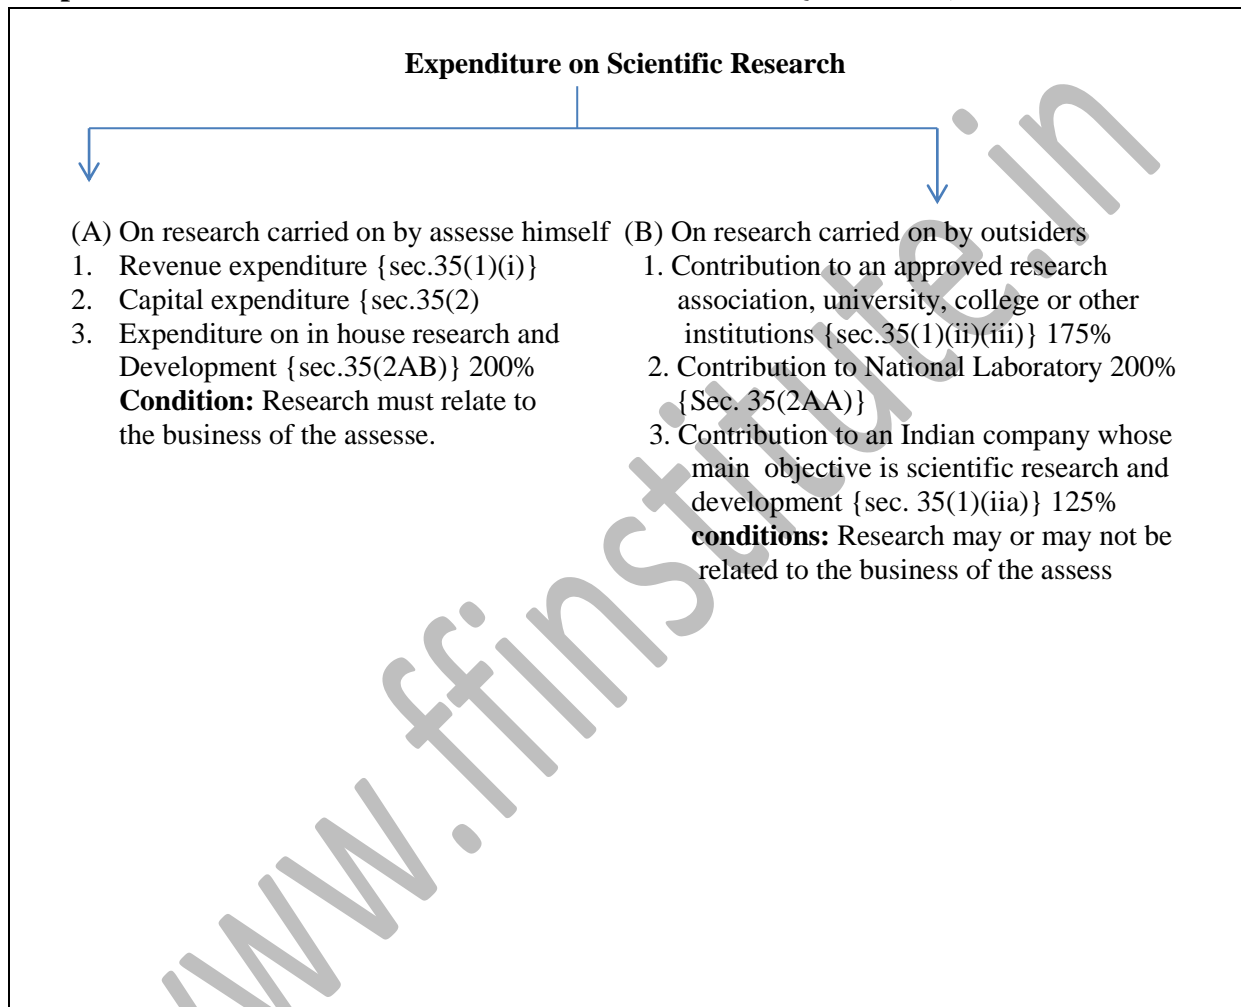 Expenditure on Scientific Research
(A) On research carried on by assesse himself
1. Revenue expenditure {sec.35(1)(i)}
2. Capital expenditure {sec.35(2)
3. Expenditure on in house research and
Development {sec.35(2AB)} 200%
Condition: Research must relate to
the business of the assesse.
(B) On research carried on by outsiders
1. Contribution to an approved research
association, university, college or other
institutions {sec.35(1)(ii)(iii)} 175%
2. Contribution to National Laboratory 200%
{Sec. 35(2AA)}
3. Contribution to an Indian company whose
main objective is scientific research and
development {sec. 35(1)(iia)} 125%
conditions: Research may or may not be
related to the business of the assess
www.ffinstitute.in